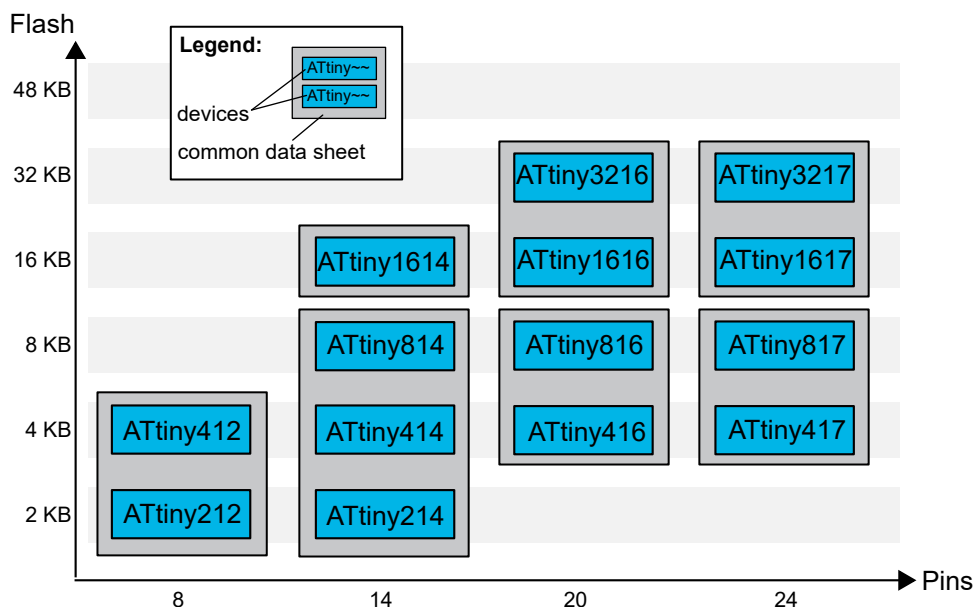 Flash
Legend:
ATtiny~~
ATtiny~~
devices
common data sheet
48 KB
32 KB
ATtiny3216
ATtiny3217
16 KB
ATtiny1614
ATtiny1616
ATtiny1617
8 KB
ATtiny814
ATtiny816
ATtiny817
4 KB
ATtiny412
ATtiny414
ATtiny416
ATtiny417
2 KB
ATtiny212
ATtiny214
Pins
8
14
20
24